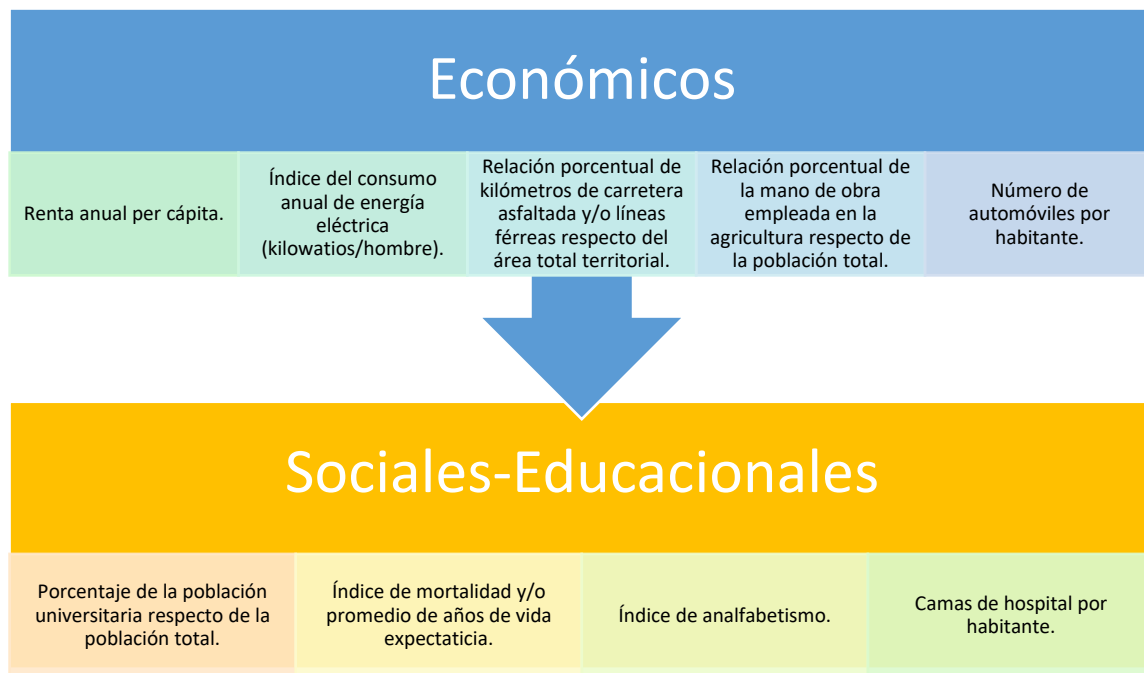 Económicos
Renta anual per cápita.
Índice del consumo
anual de energía
eléctrica
(kilowatios/hombre).
Relación porcentual de
kilómetros de carretera
asfaltada y/o líneas
férreas respecto del
área total territorial.
Relación porcentual de
la mano de obra
empleada en la
agricultura respecto de
la población total.
Número de
automóviles por
habitante.
Sociales-Educacionales
Porcentaje de la población
universitaria respecto de la
población total.
Índice de mortalidad y/o
promedio de años de vida
expectaticia.
Índice de analfabetismo.
Camas de hospital por
habitante.